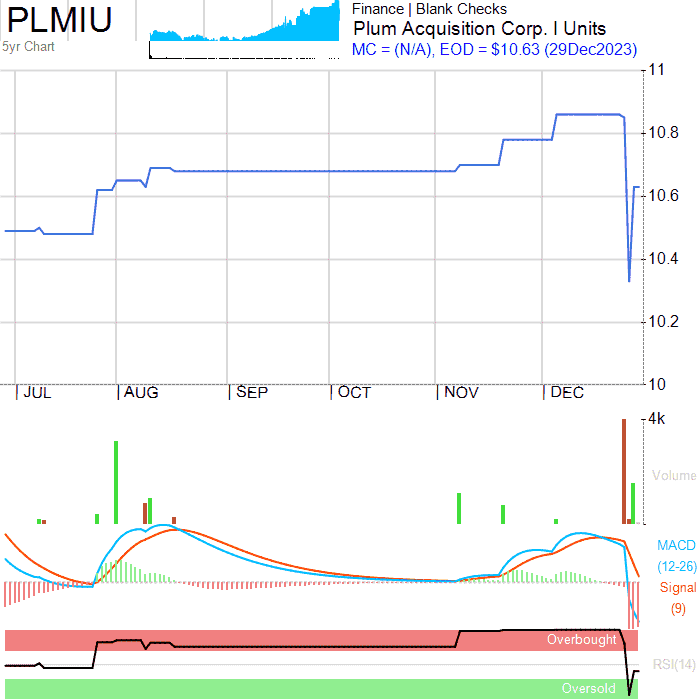 PLMIU
5yr Chart
Finance | Blank Checks
Plum Acquisition Corp. I Units
MC = (N/A), EOD = $10.63 (29Dec2023)
11
10.8
10.6
10.4
10.2
10
JUL AUG SEP OCT NOV DEC
4k
Volume
MACD
(12-26)
Signal
(9)
Overbought
RSI(14)
Oversold